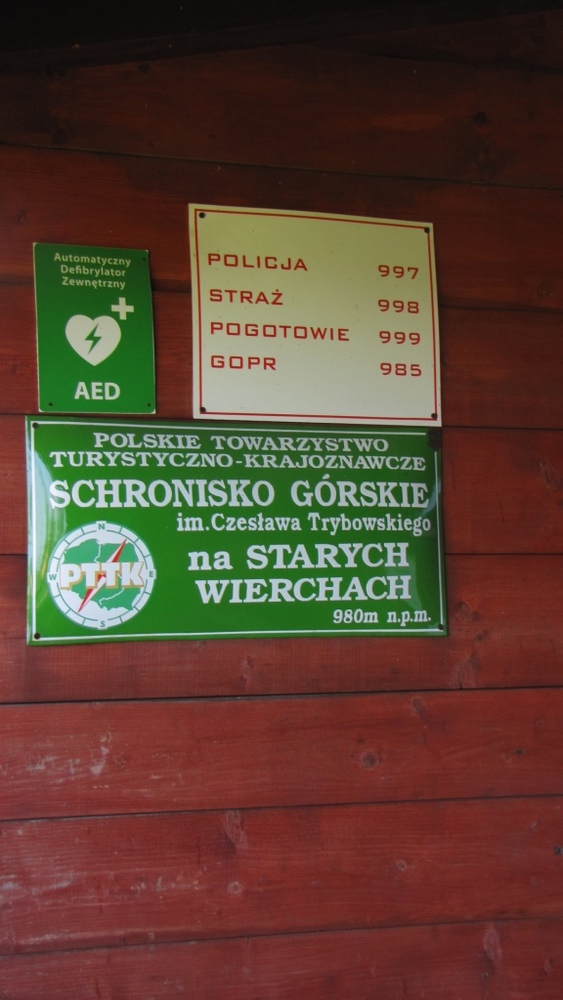 Automatyczny
Defibrylator
Zewnętrzny
AED
POLICJA 997
STRAŻ 998
POGOTOWIE 999
GOPR 985
POLSKIE TOWARZYSTWO
TURYSTYCZNO-KRAJOZNAWCZE
SCHRONISKO GÓRSKIE
im.Czesława Trybowskiego
na STARYCH
WIERCHACH
980m n.p.m.
N
W PTTK E
S